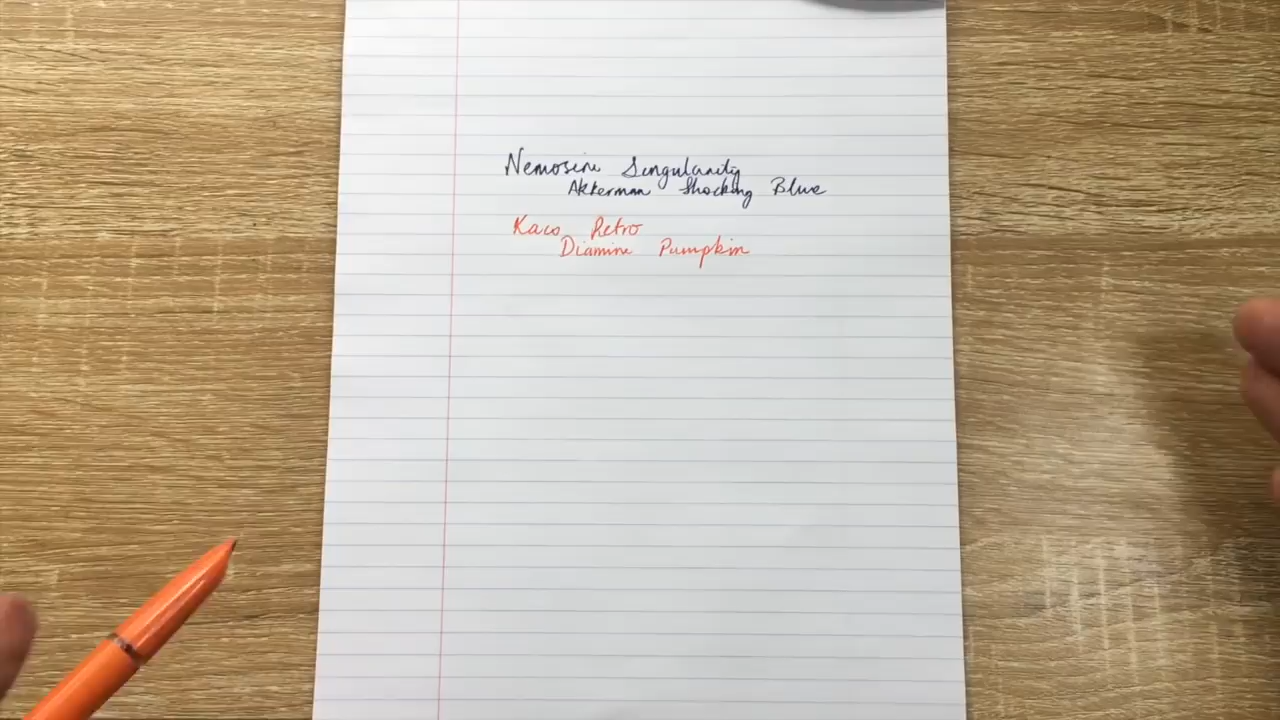 Nemosine Singularity
Akkerman Shocking Blue
Kaco Retro
Diamine Pumpkin